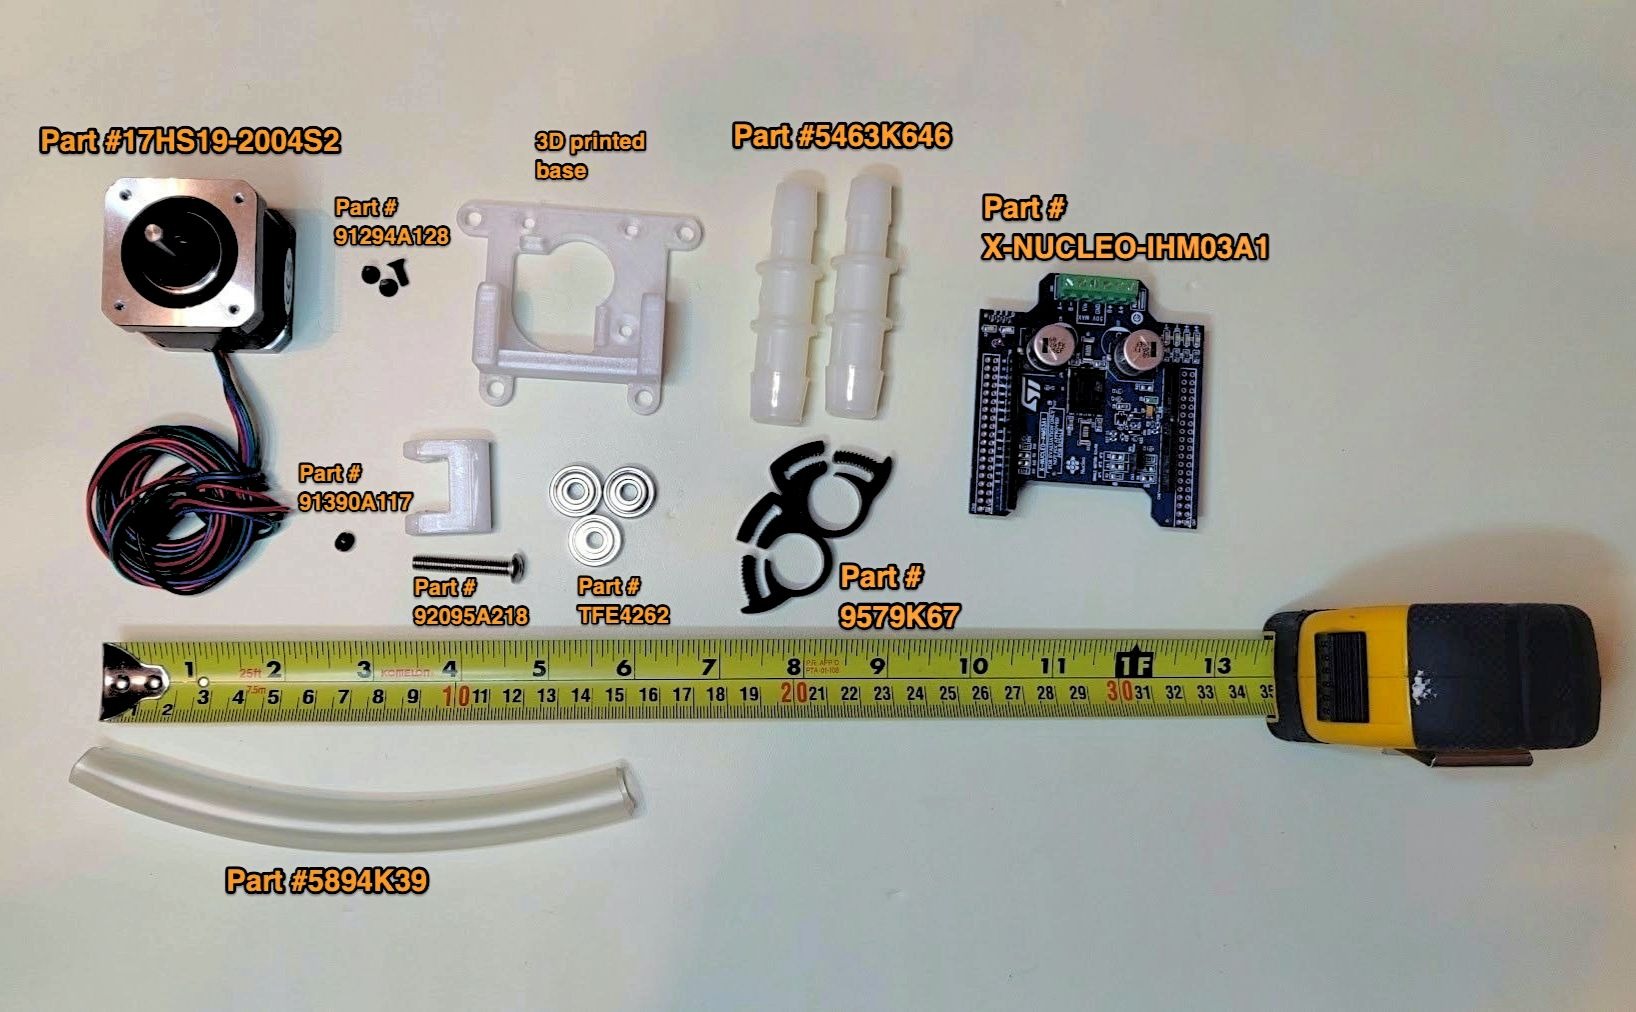 Part #17HS19-2004S2
3D printed
base
Part #5463K646
Part #
91294A128
Part #
X-NUCLEO-IHM03A1
ST
Part #
91390A117
Part #
92095A218
Part #
TFE4262
Part #
9579K67
1 25ft 2 3 KOMELON 4 5 6 7 8 9 10 11 1F 13
1 2 3 4 7.5m 5 6 7 8 9 10 11 12 13 14 15 16 17 18 19 20 21 22 23 24 25 26 27 28 29 30 31 32 33 34 35
Part #5894K39